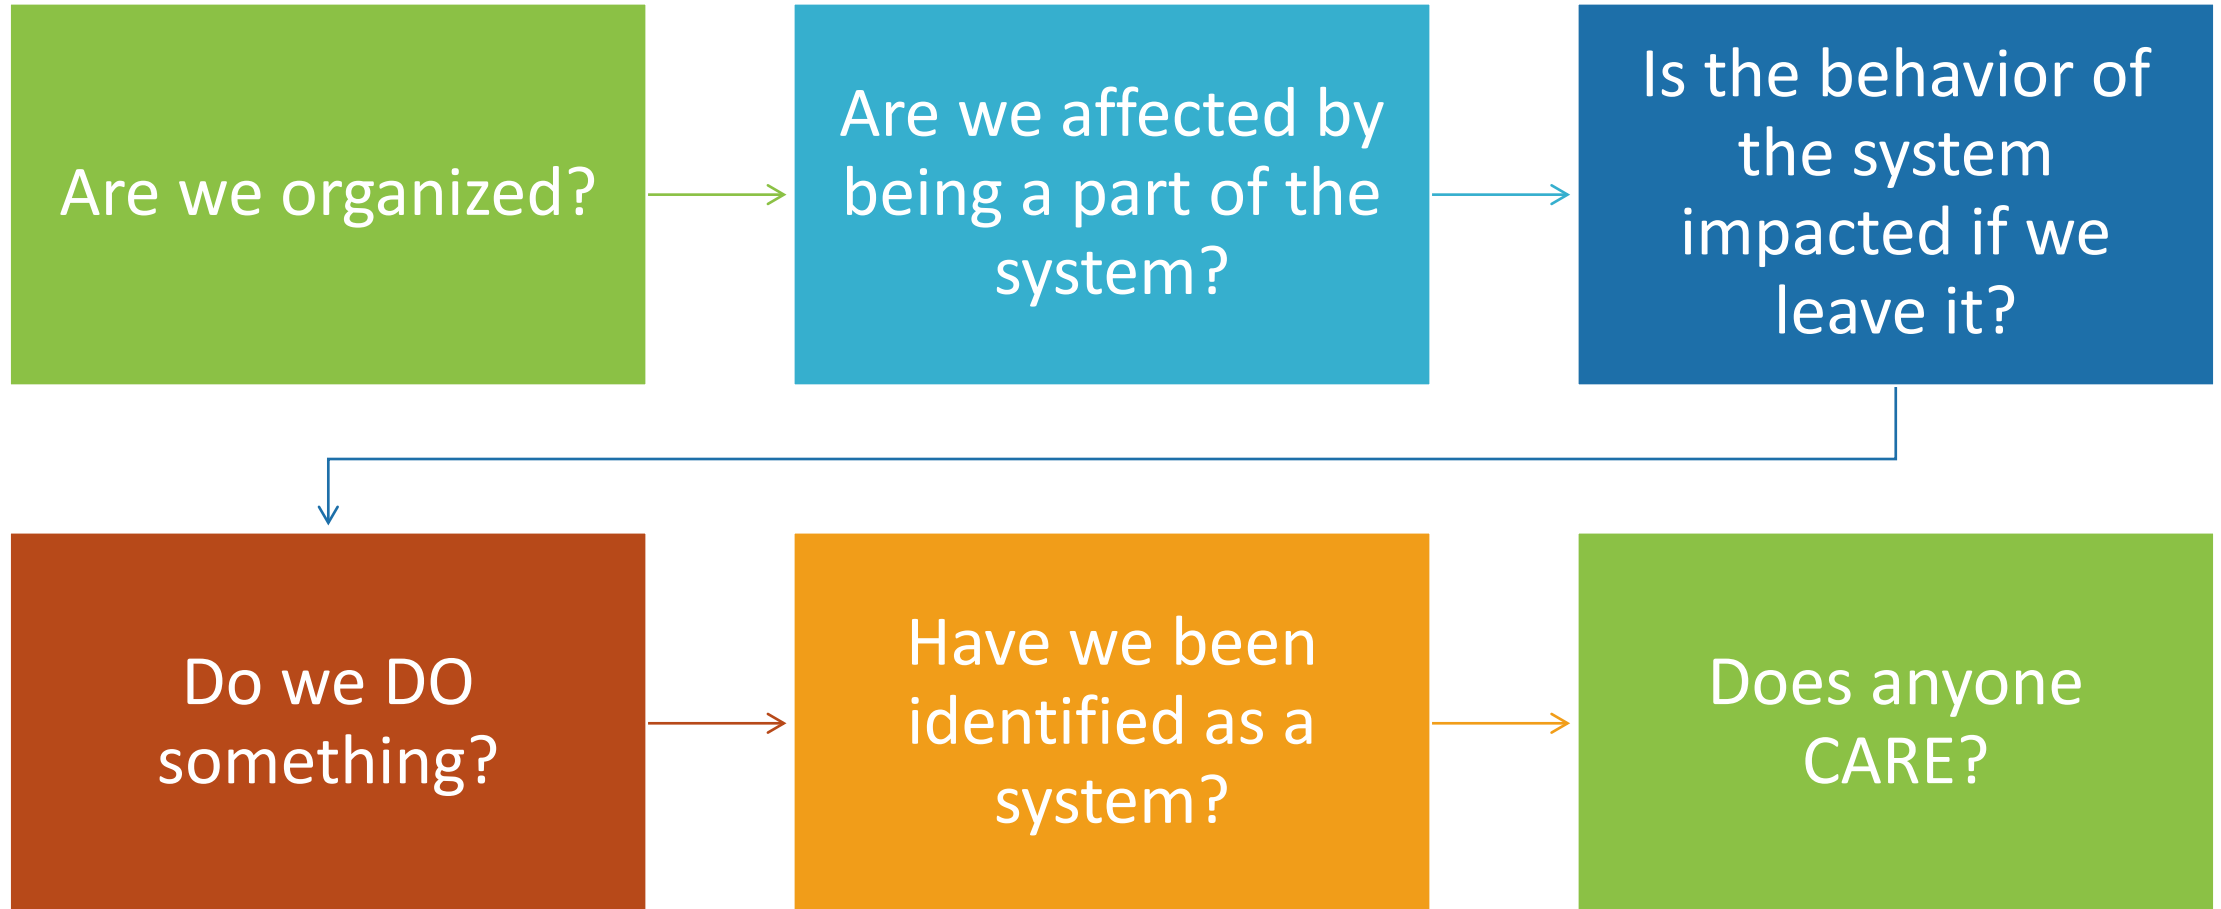 Are we organized?
Are we affected by
being a part of the
system?
Is the behavior of
the system
impacted if we
leave it?
Do we DO
something?
Have we been
identified as a
system?
Does anyone
CARE?